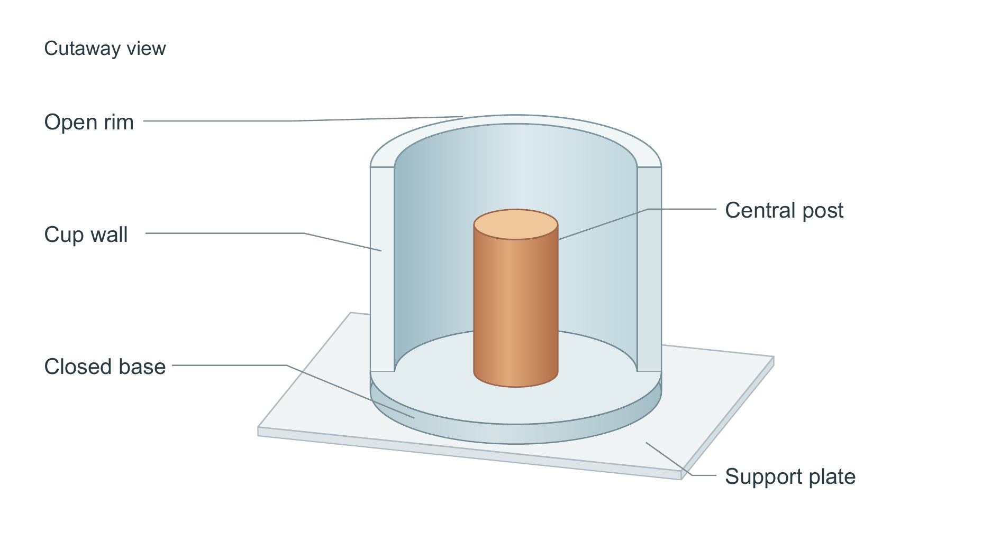 Cutaway view
Open rim
Central post
Cup wall
Closed base
Support plate